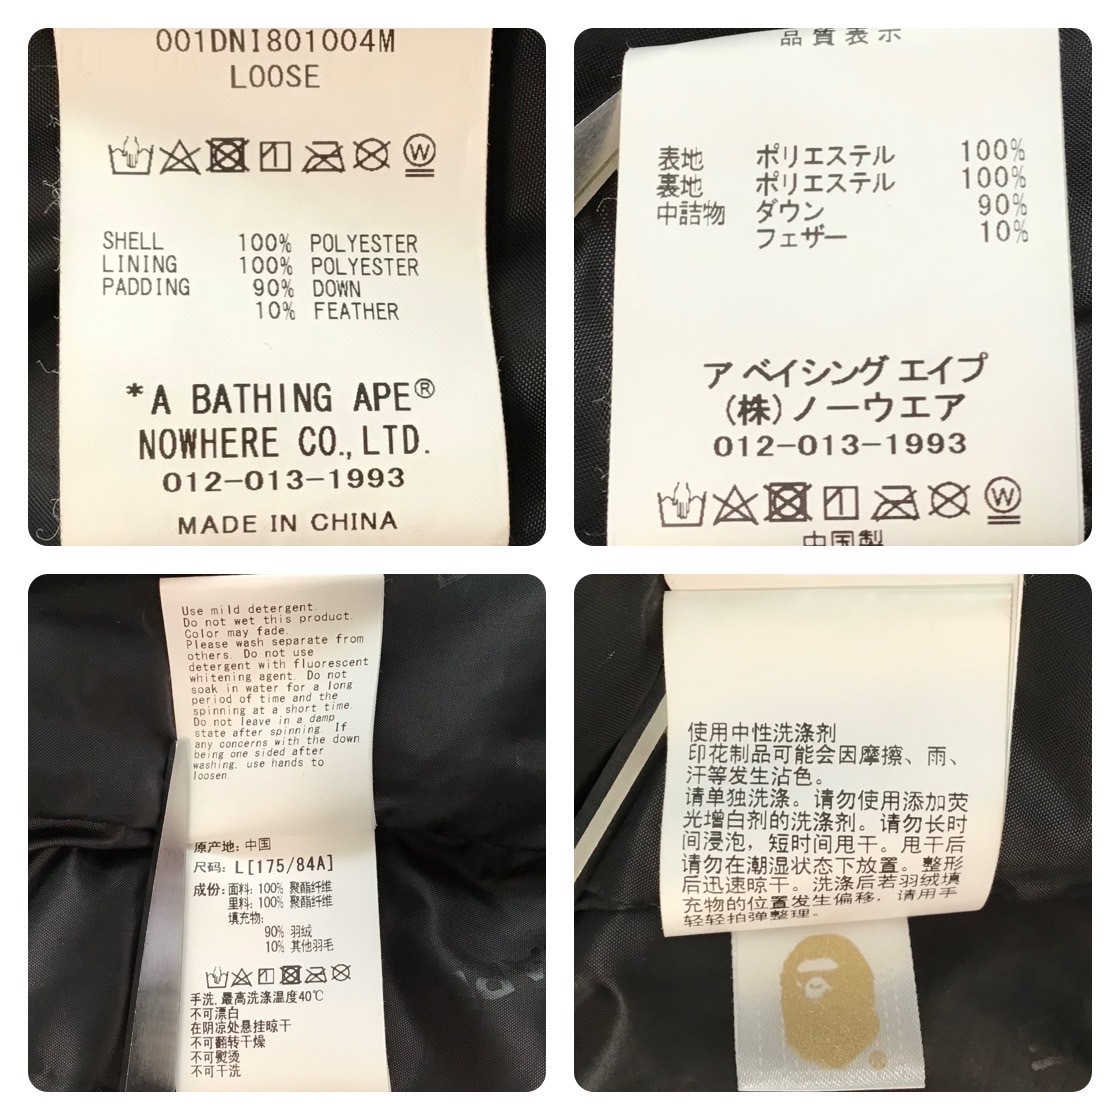 001DNI801004M
LOOSE
W
SHELL 100% POLYESTER
LINING 100% POLYESTER
PADDING 90% DOWN
10% FEATHER
*A BATHING APE®
NOWHERE CO.,LTD.
012-013-1993
MADE IN CHINA
品質表示
表地 ポリエステル 100%
裏地 ポリエステル 100%
中詰物 ダウン 90%
フェザー 10%
ア ベイシング エイプ
(株)ノーウエア
012-013-1993
W
中国製
Use mild detergent.
Do not wet this product.
Color may fade.
Please wash separate from
others. Do not use
detergent with fluorescent
whitening agent. Do not
soak in water for a long
period of time and the
spinning at a short time.
Do not leave in a damp
state after spinning. If
any concerns with the down
being one sided after
washing, use hands to
loosen.
原产地: 中国
尺码: L[175/84A]
成份: 面料: 100% 聚酯纤维
里料: 100% 聚酯纤维
填充物:
90% 羽绒
10% 其他羽毛
手洗,最高洗涤温度40℃
不可漂白
在阴凉处悬挂晾干
不可翻转干燥
不可熨烫
不可干洗
使用中性洗涤剂
印花制品可能会因摩擦、雨、
汗等发生沾色。
请单独洗涤。请勿使用添加荧
光增白剂的洗涤剂。请勿长时
间浸泡，短时间甩干。甩干后
请勿在潮湿状态下放置。整形
后迅速晾干。洗涤后若羽绒填
充物的位置发生偏移，请用手
轻轻拍弹整理。
®